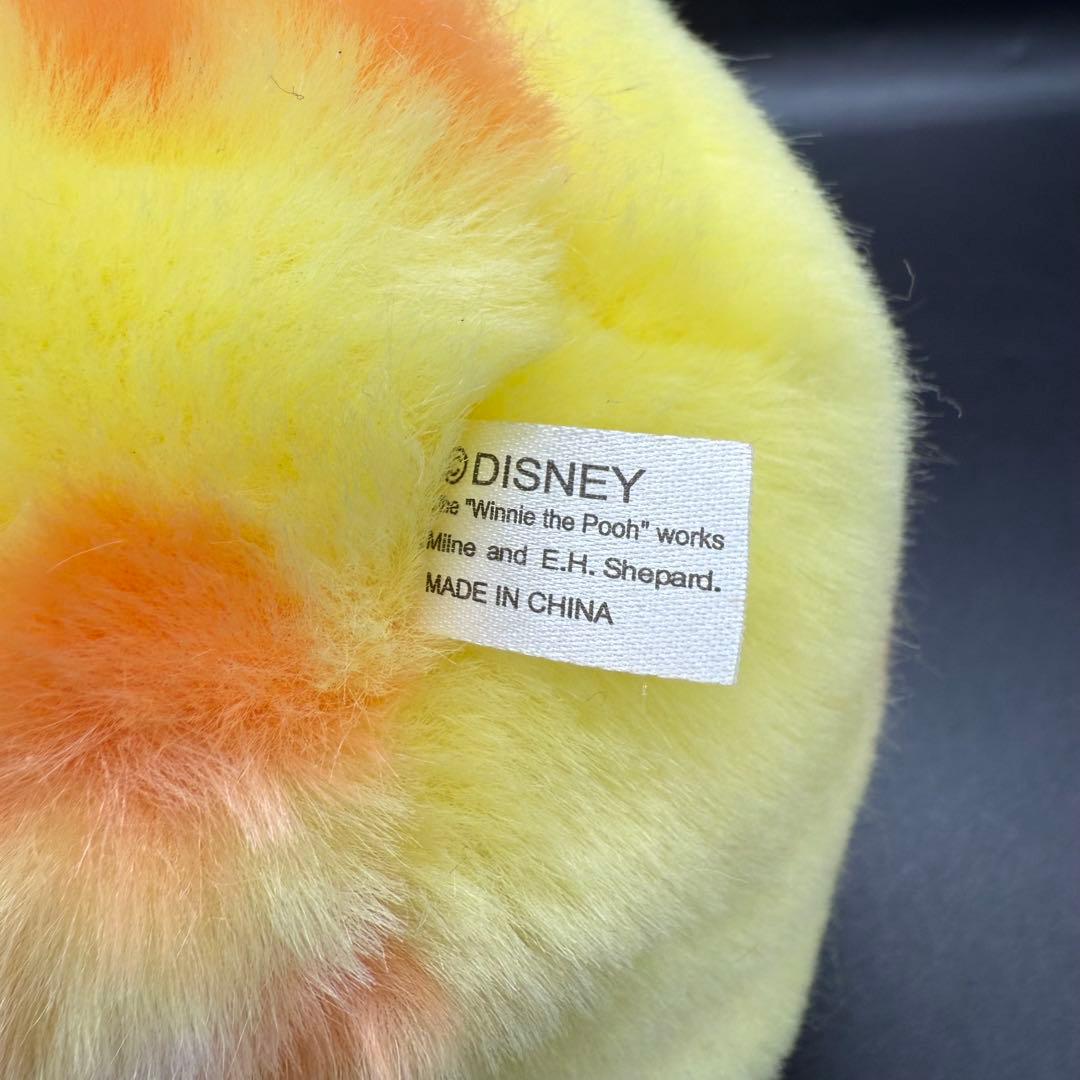 ©DISNEY
The "Winnie the Pooh" works
Milne and E.H. Shepard.
MADE IN CHINA